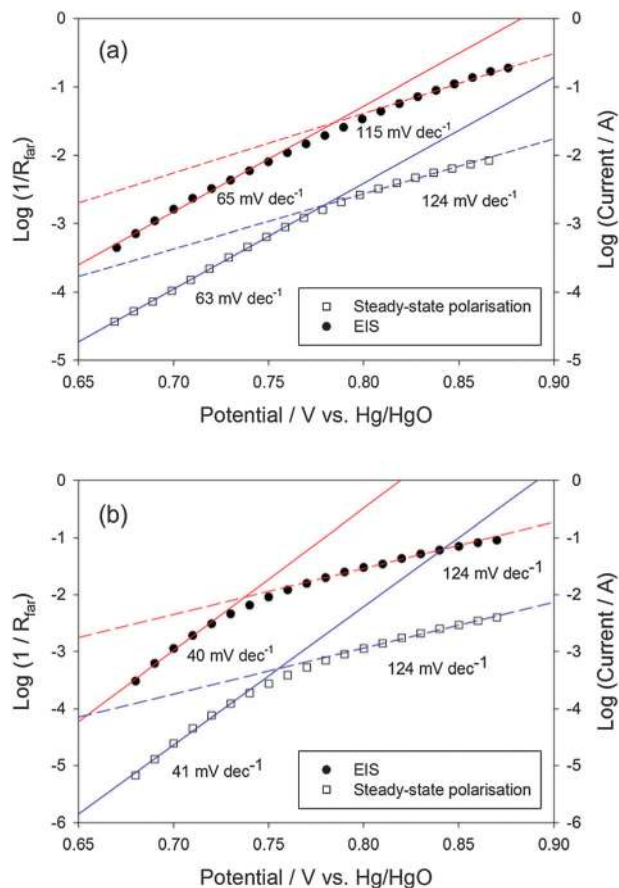 (a)
0
-1
-2
-3
-4
-5
0
-1
-2
-3
-4
-5
Log (1/R_far)
Log (Current / A)
115 mV dec⁻¹
65 mV dec⁻¹
124 mV dec⁻¹
63 mV dec⁻¹
Steady-state polarisation
EIS
0.65 0.70 0.75 0.80 0.85 0.90
Potential / V vs. Hg/HgO
(b)
0
-1
-2
-3
-4
-5
-6
0
-1
-2
-3
-4
-5
-6
Log (1 / R_far)
Log (Current / A)
124 mV dec⁻¹
40 mV dec⁻¹
124 mV dec⁻¹
41 mV dec⁻¹
EIS
Steady-state polarisation
0.65 0.70 0.75 0.80 0.85 0.90
Potential / V vs. Hg/HgO